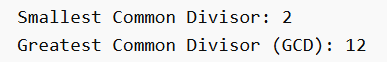 Smallest Common Divisor: 2
Greatest Common Divisor (GCD): 12